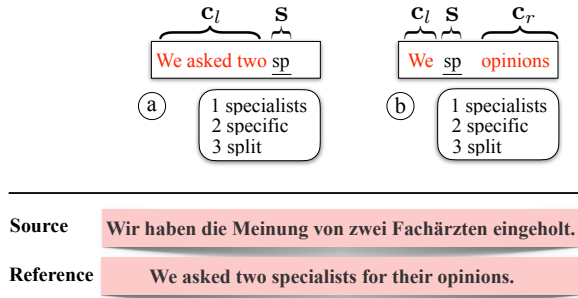 c_l s
We asked two sp
a
1 specialists
2 specific
3 split
c_l s c_r
We sp opinions
b
1 specialists
2 specific
3 split
Source Wir haben die Meinung von zwei Fachärzten eingeholt.
Reference We asked two specialists for their opinions.